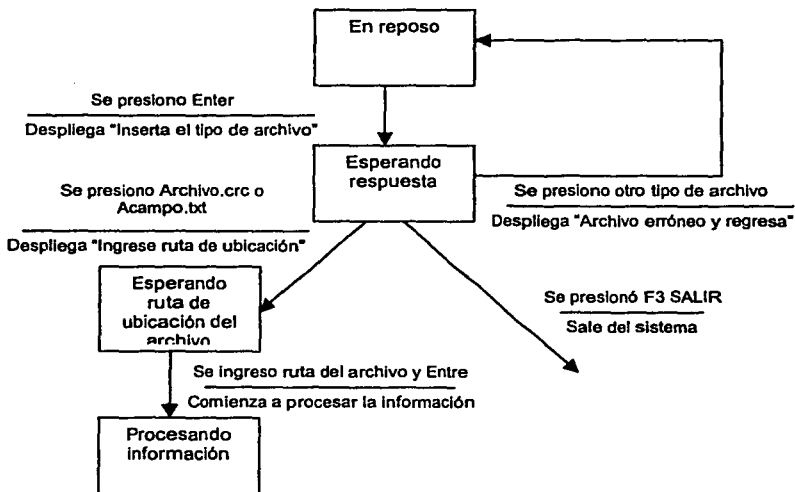 En reposo
Se presiono Enter
Despliega "Inserta el tipo de archivo"
Esperando
respuesta
Se presiono Archivo.crc o
Acampo.txt
Despliega "Ingrese ruta de ubicación"
Se presiono otro tipo de archivo
Despliega "Archivo erróneo y regresa"
Esperando
ruta de
ubicación del
archivo
Se presionó F3 SALIR
Sale del sistema
Se ingreso ruta del archivo y Entre
Comienza a procesar la información
Procesando
información